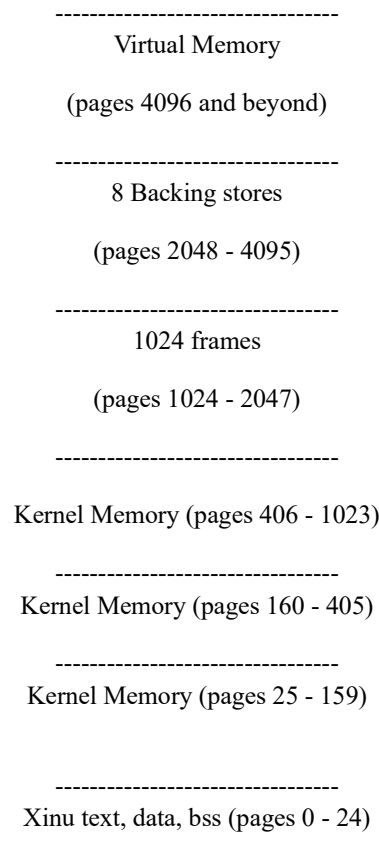 ---------------------------------
Virtual Memory
(pages 4096 and beyond)
---------------------------------
8 Backing stores
(pages 2048 - 4095)
---------------------------------
1024 frames
(pages 1024 - 2047)
---------------------------------
Kernel Memory (pages 406 - 1023)
---------------------------------
Kernel Memory (pages 160 - 405)
---------------------------------
Kernel Memory (pages 25 - 159)
---------------------------------
Xinu text, data, bss (pages 0 - 24)